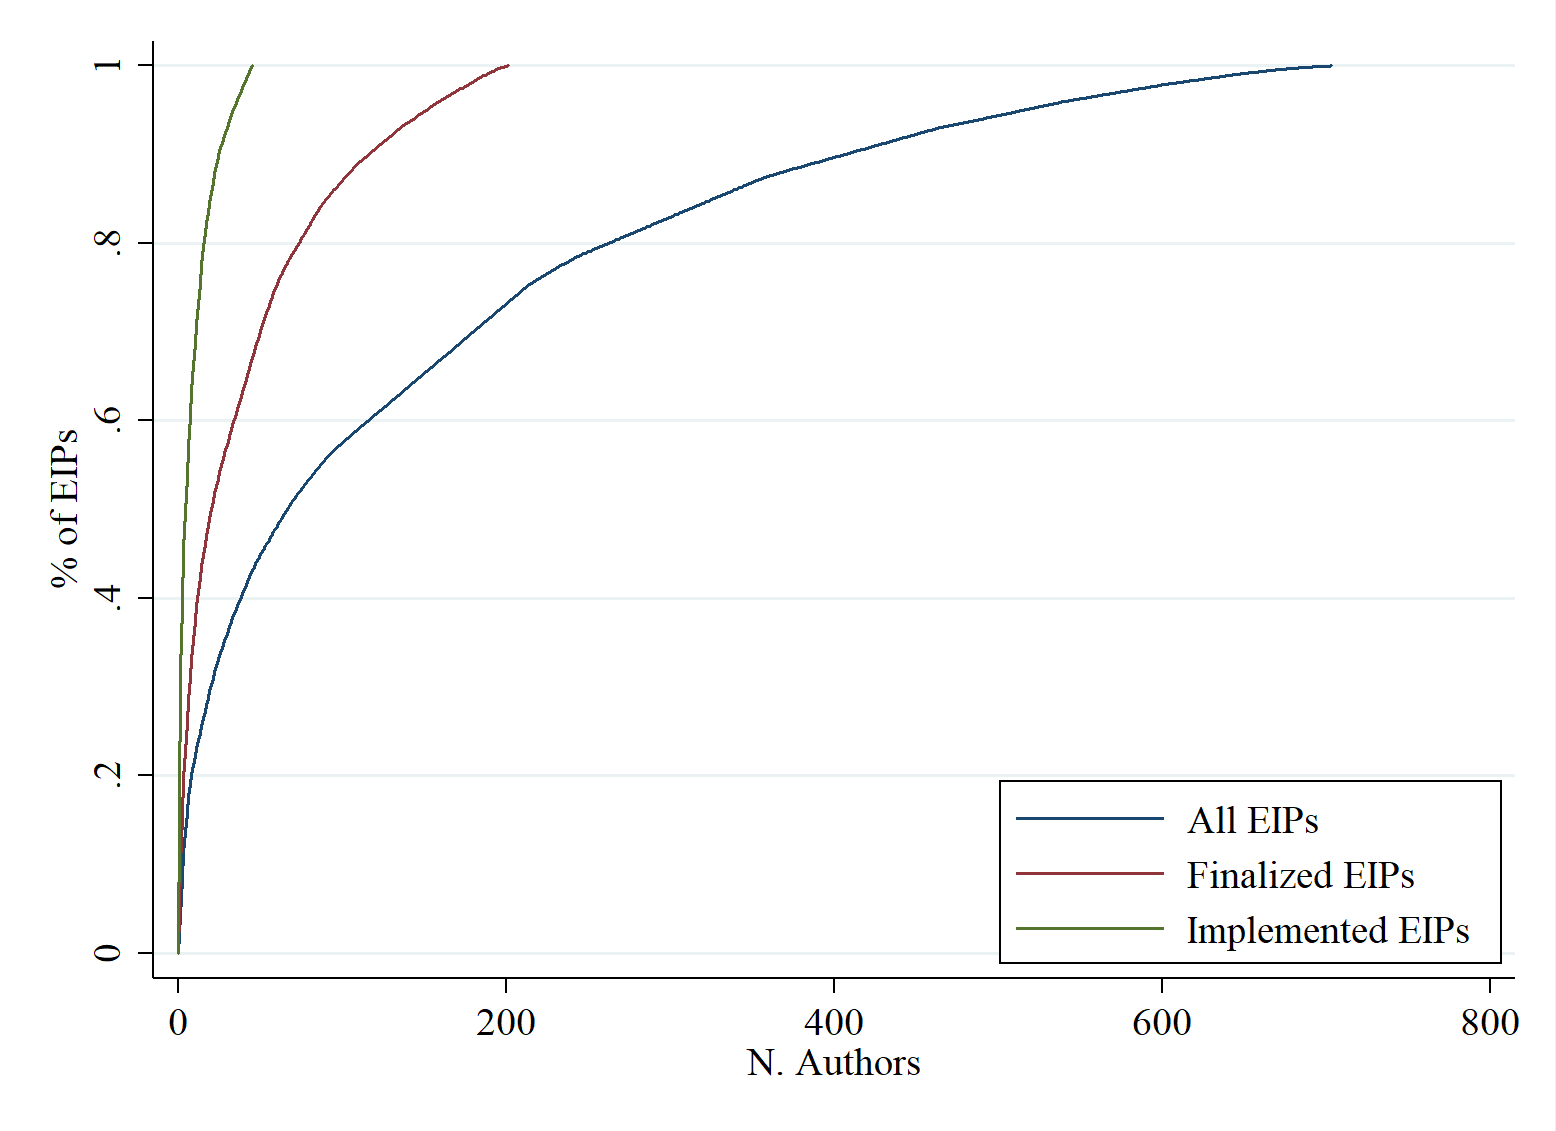 % of EIPs
1
.8
.6
.4
.2
0
All EIPs
Finalized EIPs
Implemented EIPs
0 200 400 600 800
N. Authors